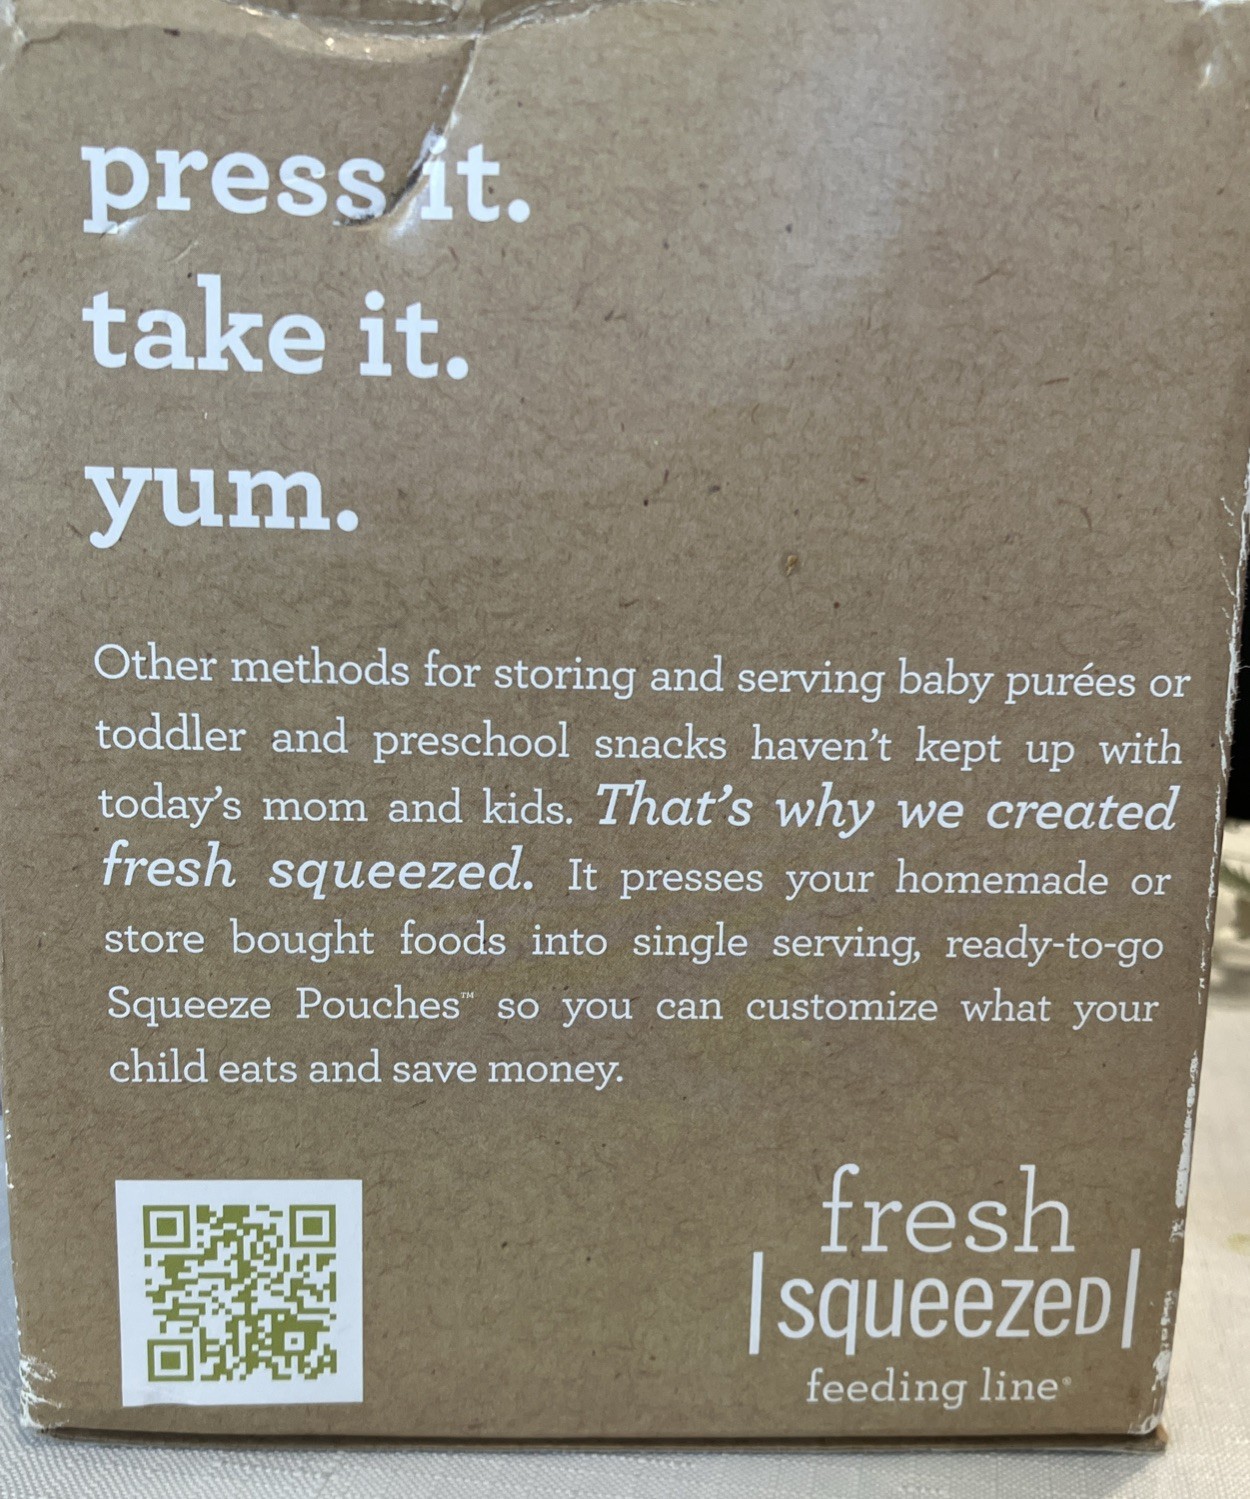 press it.
take it.
yum.
Other methods for storing and serving baby purées or
toddler and preschool snacks haven't kept up with
today's mom and kids. That's why we created
fresh squeezed. It presses your homemade or
store bought foods into single serving, ready-to-go
Squeeze Pouches™ so you can customize what your
child eats and save money.
fresh
|squeezed|
feeding line®